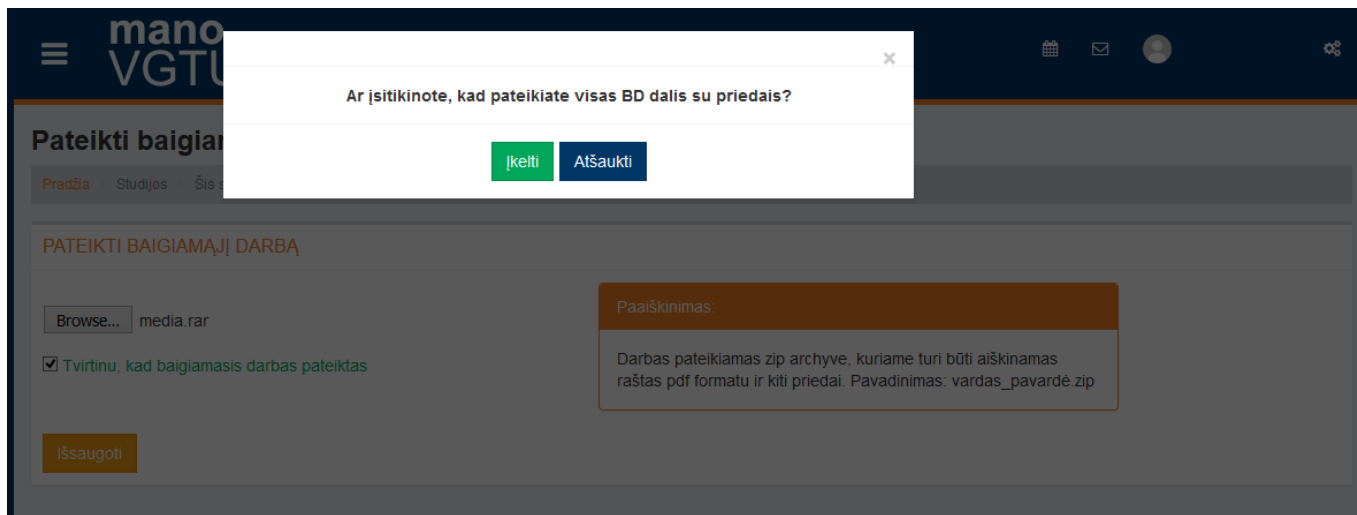 mano
VGTU
×
Ar įsitikinote, kad pateikiate visas BD dalis su priedais?
Įkelti Atšaukti
Pateikti
Pradžia Studijos Šis
PATEIKTI BAIGIAMĄJĮ DARBĄ
Browse... media.rar
Tvirtinu, kad baigiamasis darbas pateiktas
Išsaugoti
Paaiškinimas:
Darbas pateikiamas zip archyve, kuriame turi būti aiškinamas
raštas pdf formatu ir kiti priedai. Pavadinimas: vardas_pavardė.zip